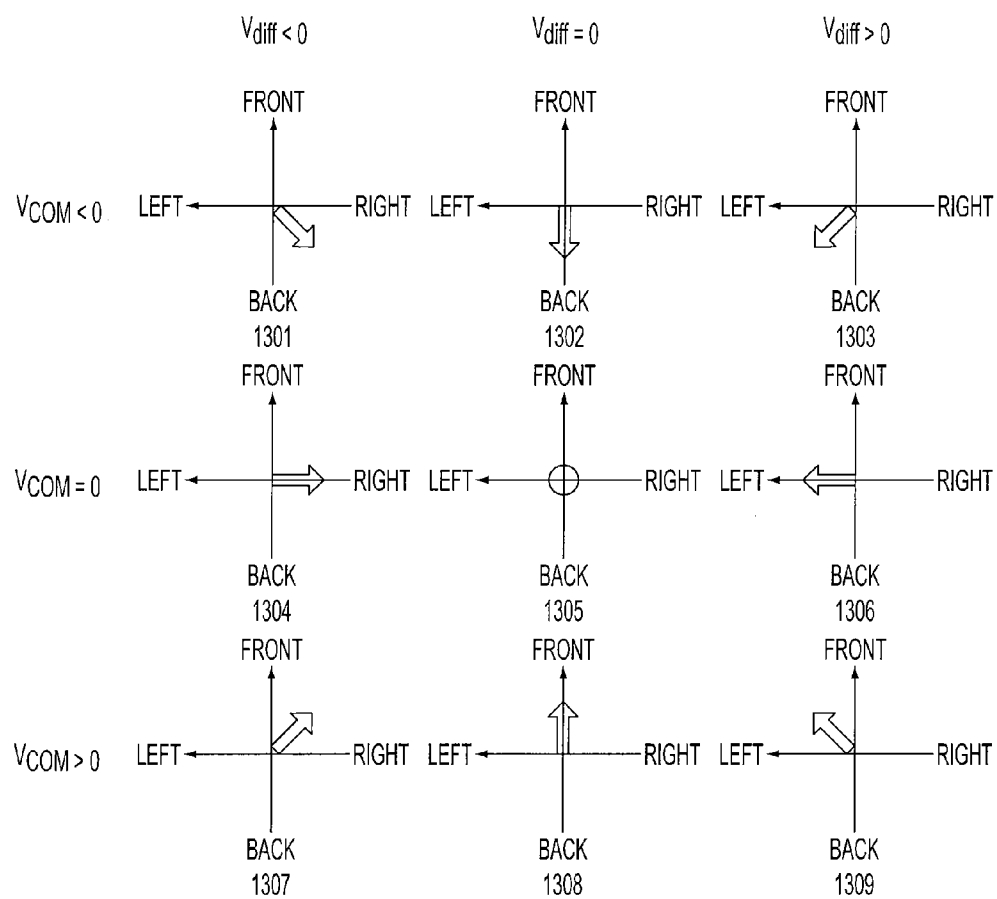 Vdiff < 0 Vdiff = 0 Vdiff > 0
FRONT FRONT FRONT
VCOM < 0 LEFT RIGHT LEFT RIGHT LEFT RIGHT
BACK BACK BACK
1301 1302 1303
FRONT FRONT FRONT
VCOM = 0 LEFT RIGHT LEFT RIGHT LEFT RIGHT
BACK BACK BACK
1304 1305 1306
FRONT FRONT FRONT
VCOM > 0 LEFT RIGHT LEFT RIGHT LEFT RIGHT
BACK BACK BACK
1307 1308 1309